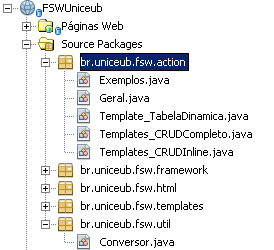 FSWUniceub
Páginas Web
Source Packages
br.uniceub.fsw.action
Exemplos.java
Geral.java
Template_TabelaDinamica.java
Templates_CRUDCompleto.java
Templates_CRUDInline.java
br.uniceub.fsw.framework
br.uniceub.fsw.html
br.uniceub.fsw.templates
br.uniceub.fsw.util
Conversor.java